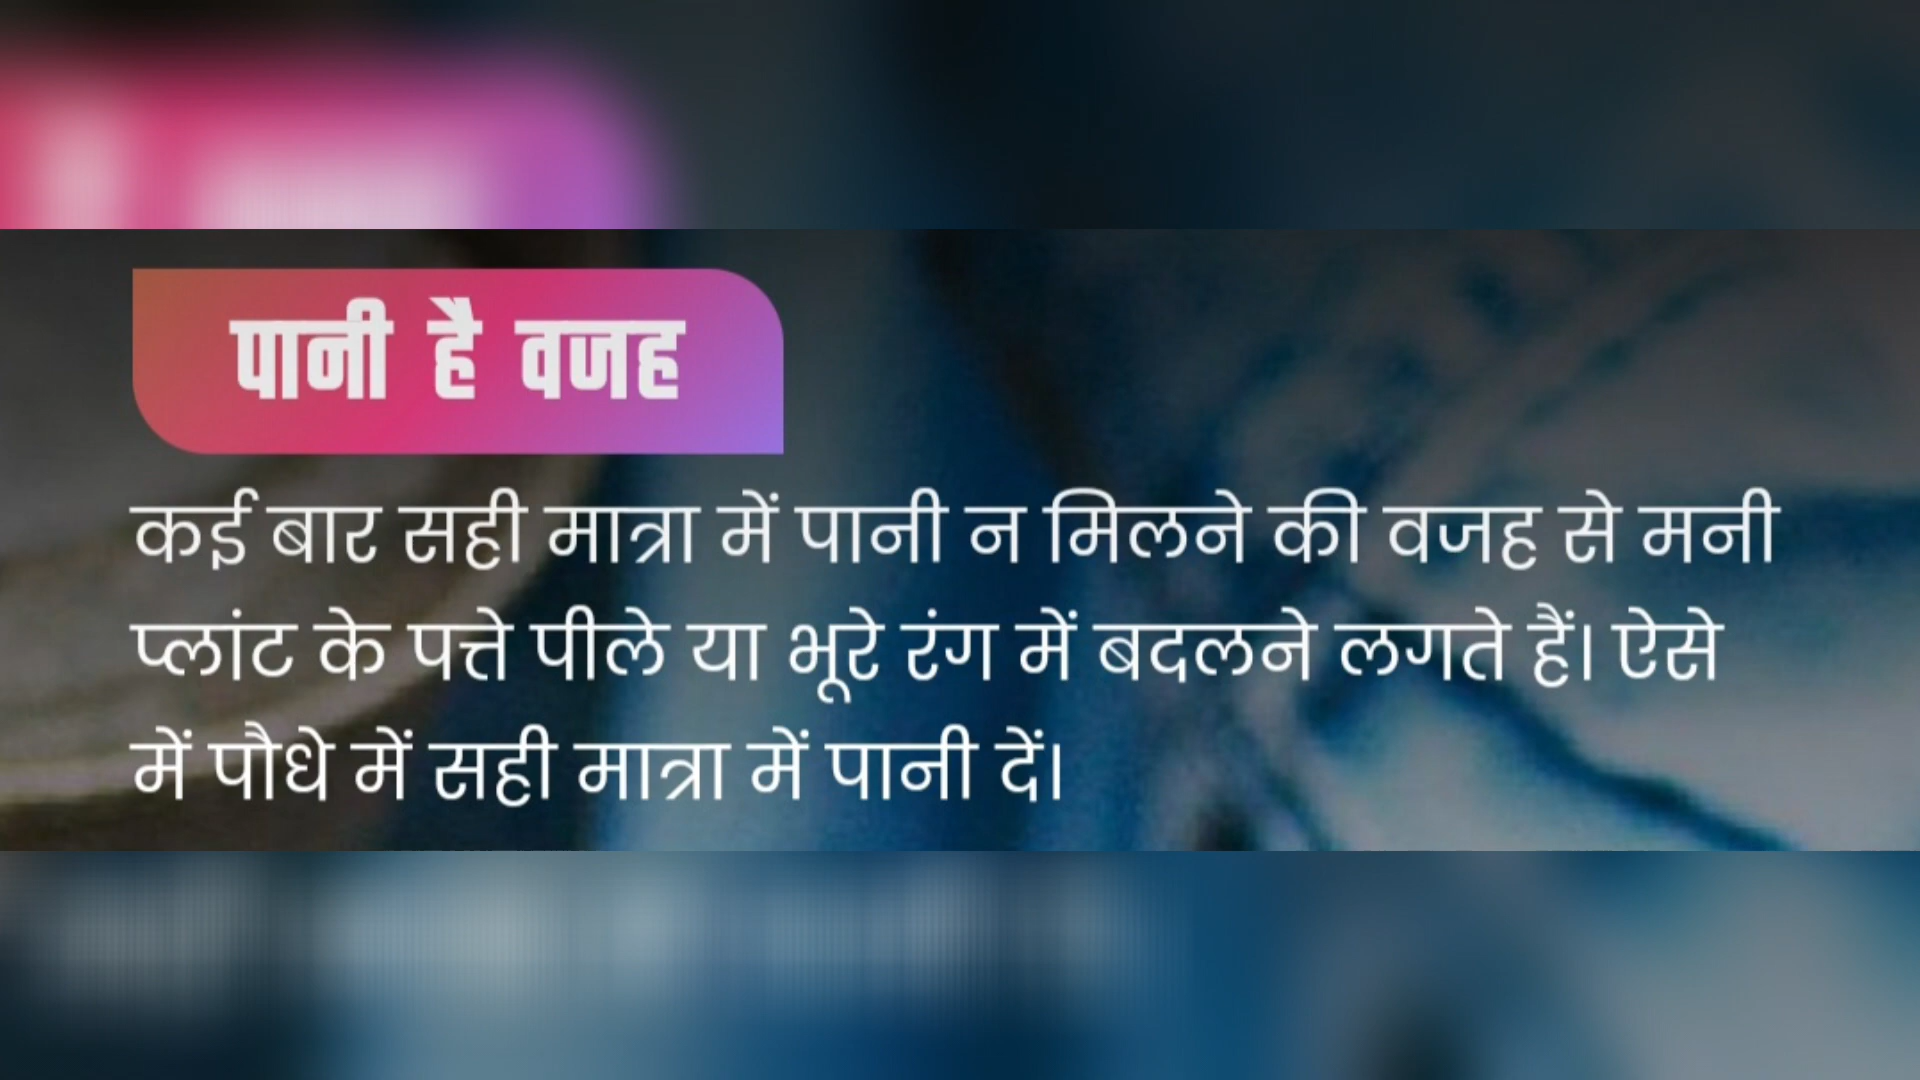 पानी है वजह
कई बार सही मात्रा में पानी न मिलने की वजह से मनी
प्लांट के पत्ते पीले या भूरे रंग में बदलने लगते हैं। ऐसे
में पौधे में सही मात्रा में पानी दें।